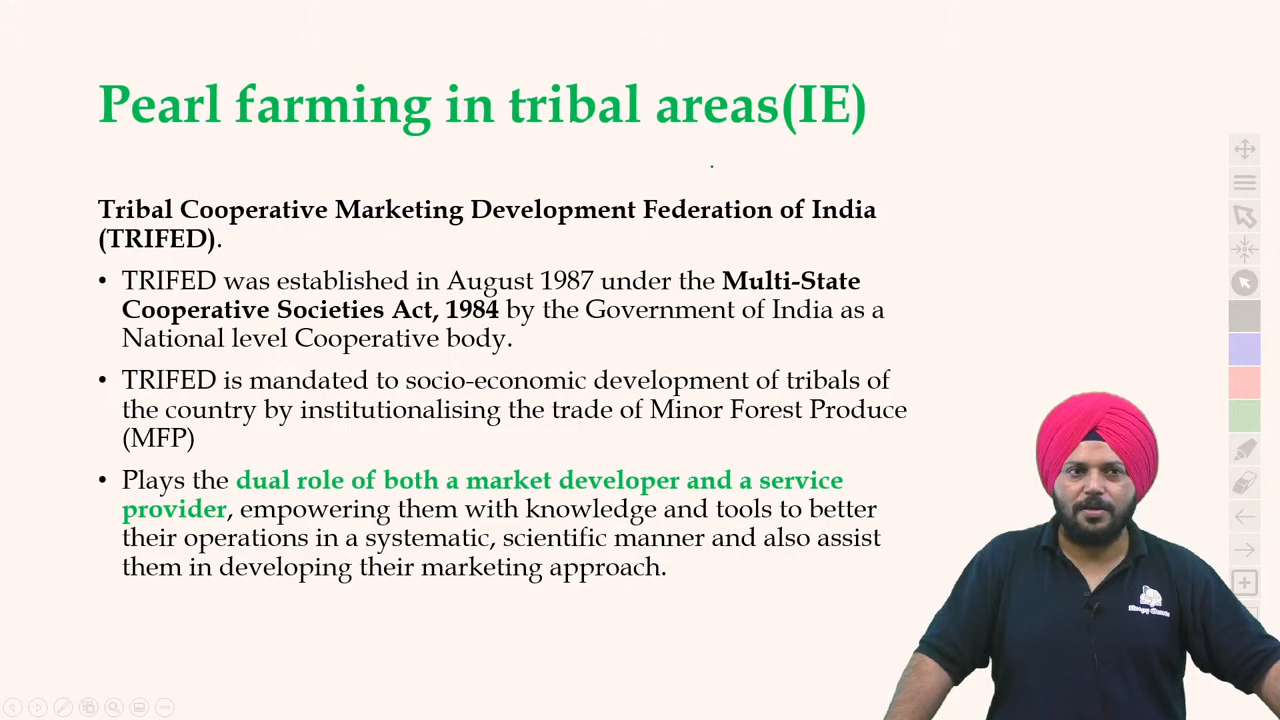 Pearl farming in tribal areas(IE)
Tribal Cooperative Marketing Development Federation of India
(TRIFED).
• TRIFED was established in August 1987 under the Multi-State
Cooperative Societies Act, 1984 by the Government of India as a
National level Cooperative body.
• TRIFED is mandated to socio-economic development of tribals of
the country by institutionalising the trade of Minor Forest Produce
(MFP)
• Plays the dual role of both a market developer and a service
provider, empowering them with knowledge and tools to better
their operations in a systematic, scientific manner and also assist
them in developing their marketing approach.